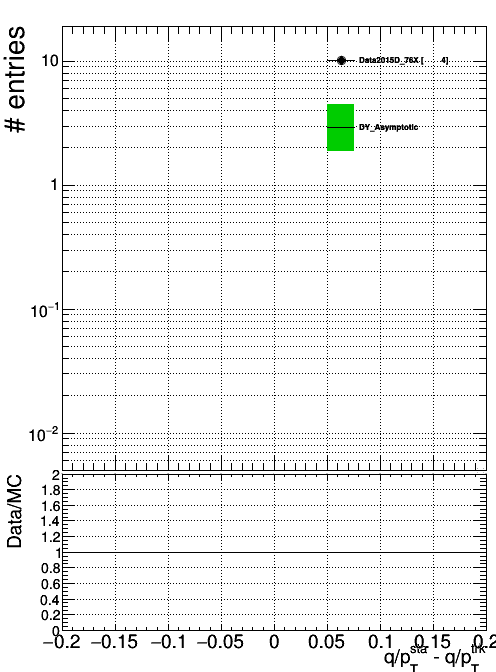 # entries
10
Data2015D_76X [ 4]
DY_Asymptotic
1
10⁻¹
10⁻²
Data/MC
2
1.8
1.6
1.4
1.2
1
0.8
0.6
0.4
0.2
0
−0.2 −0.15 −0.1 −0.05 0 0.05 0.1 0.15 0.2
q/p_T^sta - q/p_T^trk